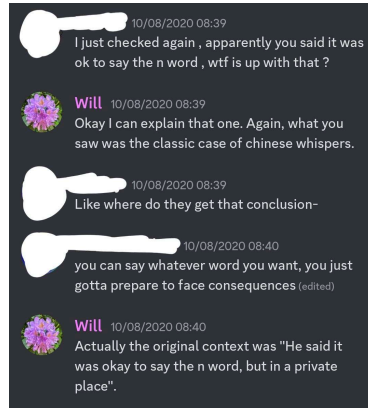 10/08/2020 08:39
I just checked again , apparently you said it was
ok to say the n word , wtf is up with that ?
Will 10/08/2020 08:39
Okay I can explain that one. Again, what you
saw was the classic case of chinese whispers.
10/08/2020 08:39
Like where do they get that conclusion-
10/08/2020 08:40
you can say whatever word you want, you just
gotta prepare to face consequences (edited)
Will 10/08/2020 08:40
Actually the original context was "He said it
was okay to say the n word, but in a private
place".